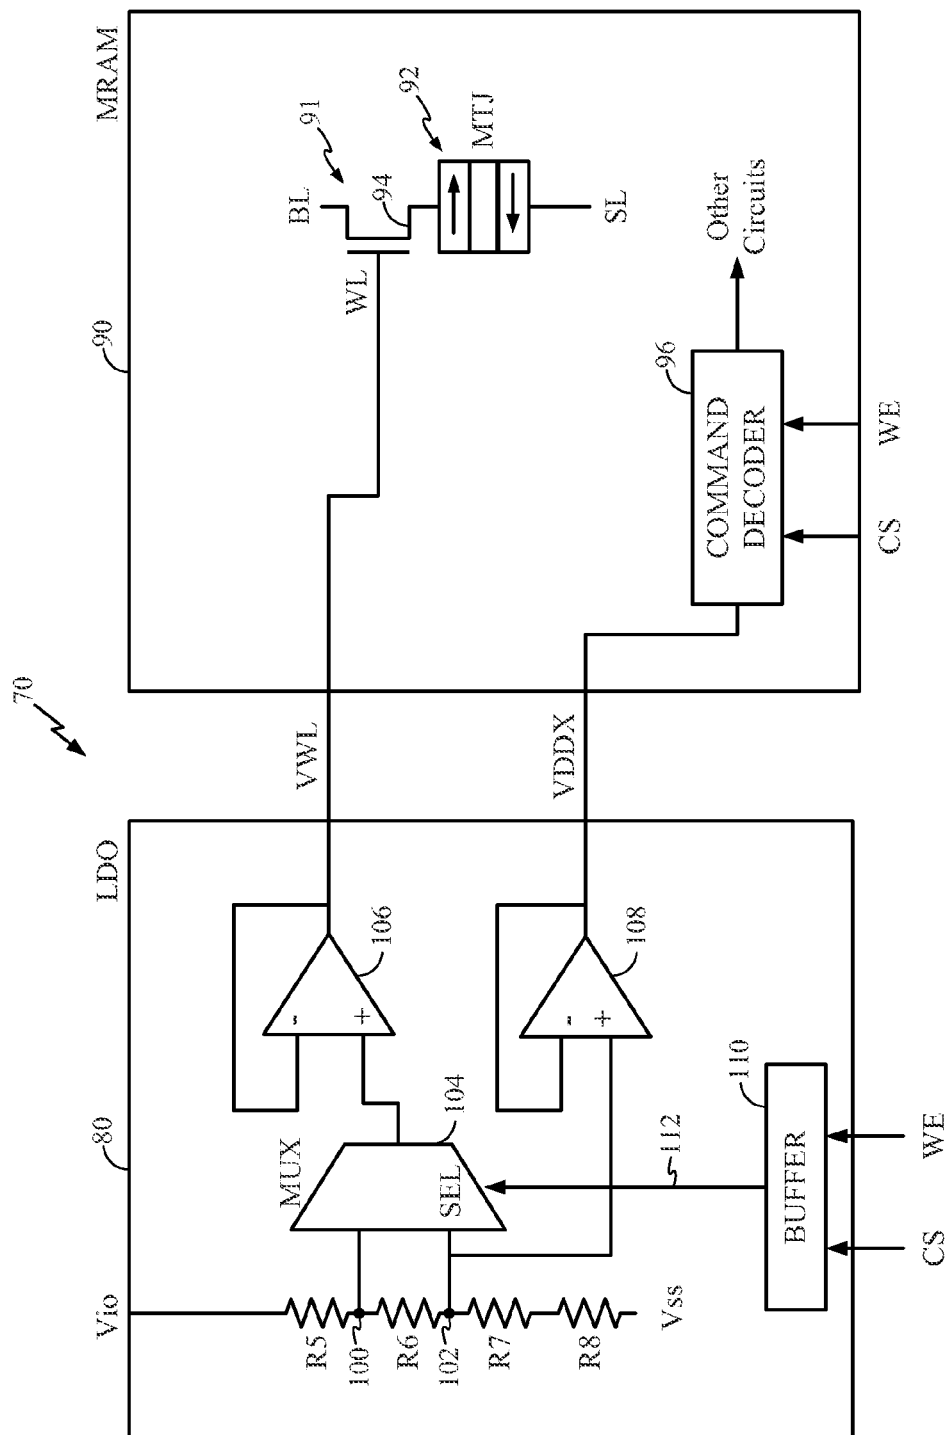 70
80
LDO
Vio
R5
100
R6
102
R7
R8
Vss
MUX
SEL
104
-
+
106
-
+
108
112
BUFFER
110
CS
WE
VWL
VDDX
90
MRAM
BL
91
WL
94
92
MTJ
SL
COMMAND
DECODER
96
Other
Circuits
CS
WE